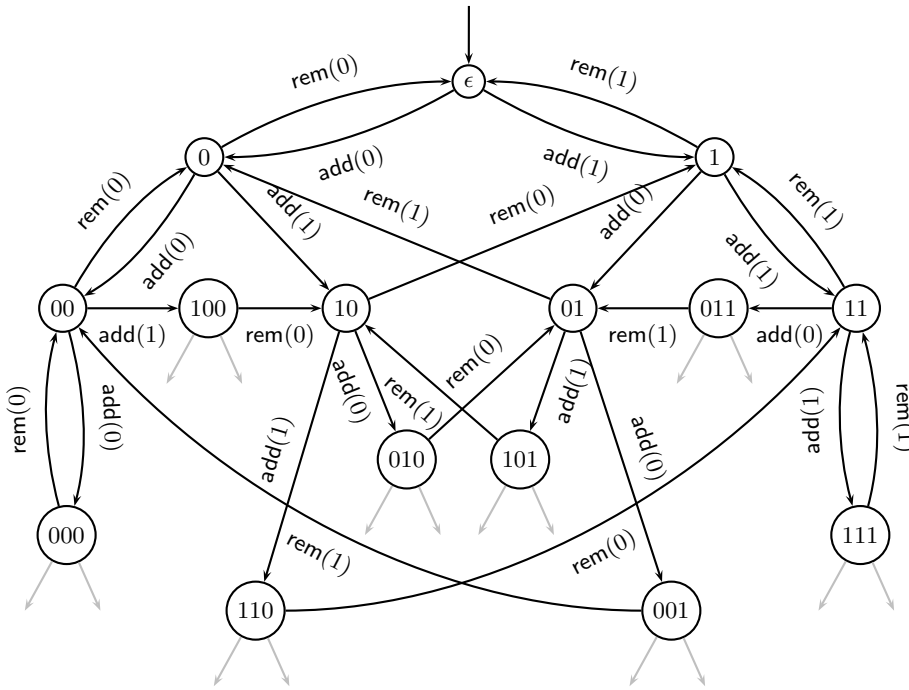 ϵ
rem(0)
rem(1)
0
1
add(0)
add(1)
rem(0)
add(1)
rem(1)
rem(0)
add(0)
rem(1)
add(0)
add(1)
00
100
10
01
011
11
add(1)
rem(0)
rem(1)
add(0)
rem(0)
add(0)
add(0)
rem(1)
rem(0)
add(1)
add(1)
rem(1)
add(1)
add(0)
010
101
000
111
rem(1)
rem(0)
110
001